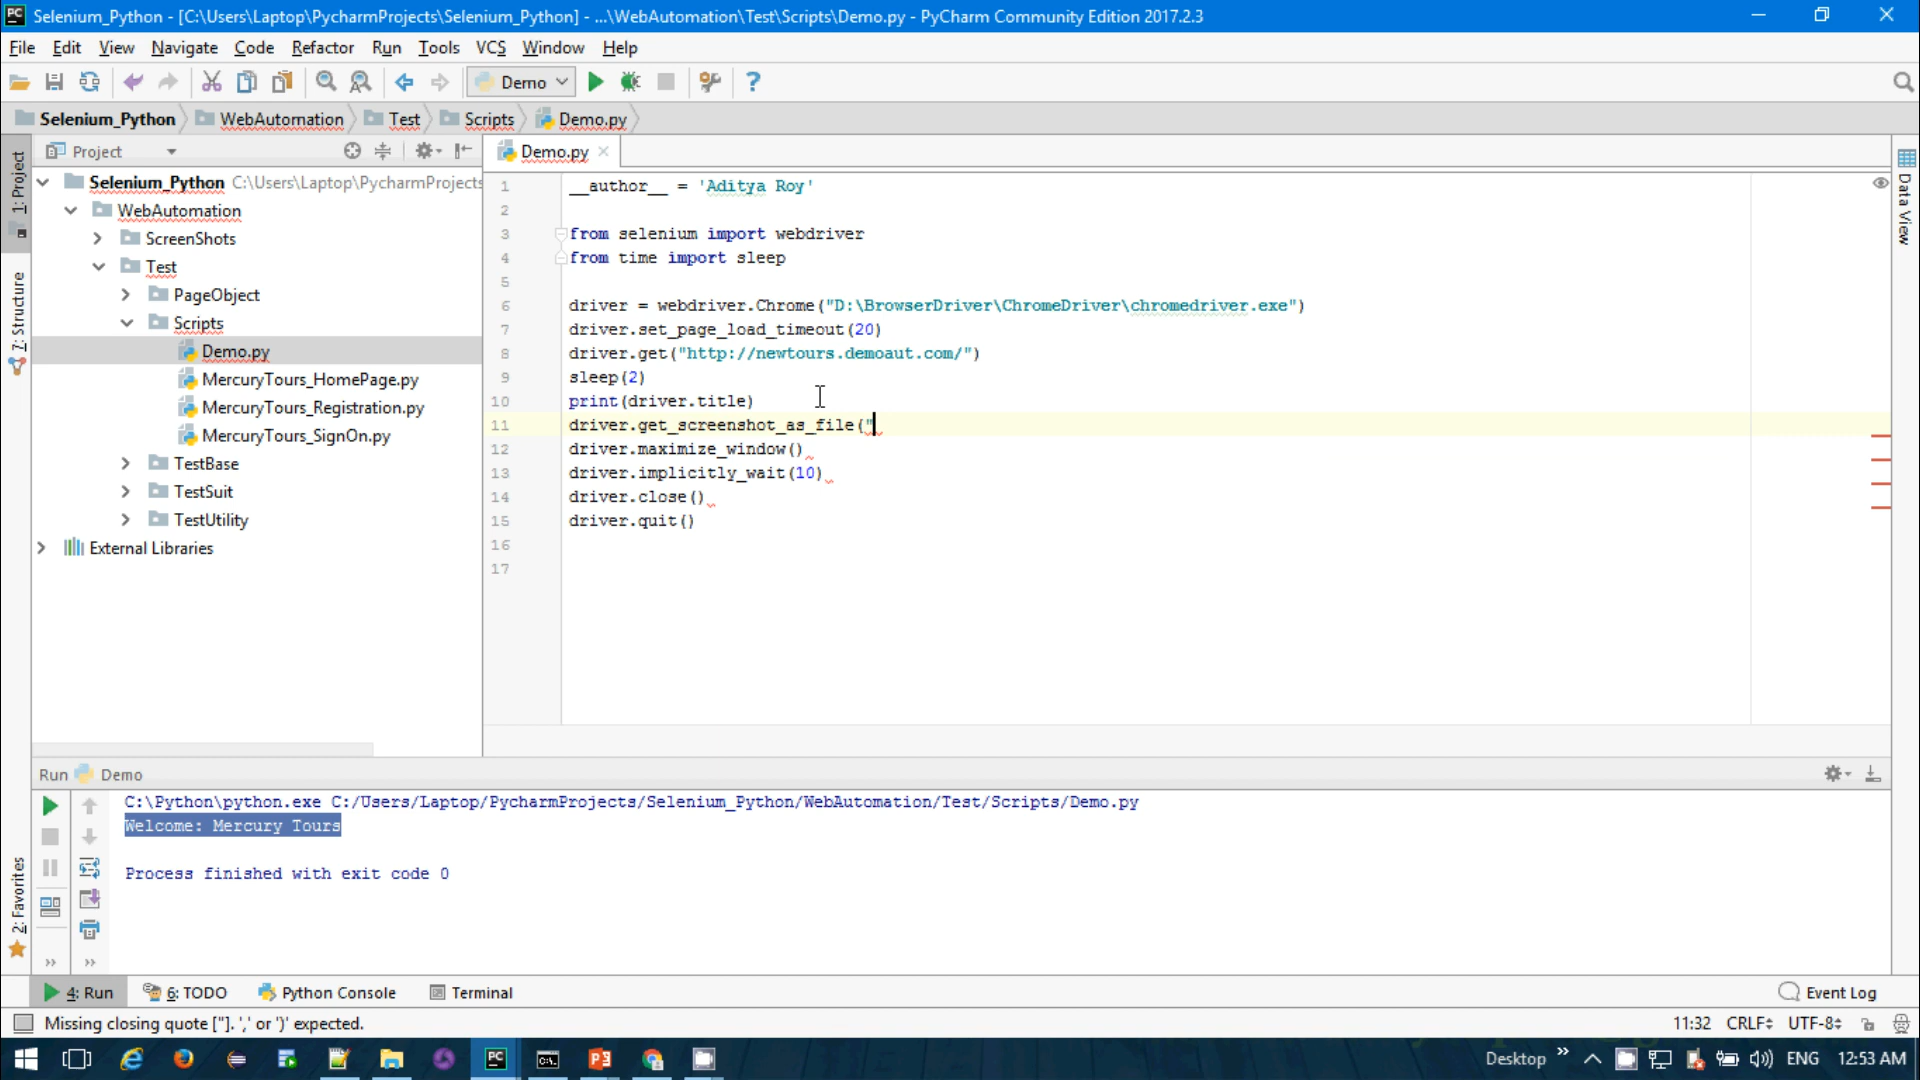 PC Selenium_Python - [C:\Users\Laptop\PycharmProjects\Selenium_Python] - ...\WebAutomation\Test\Scripts\Demo.py - PyCharm Community Edition 2017.2.3
File Edit View Navigate Code Refactor Run Tools VCS Window Help
Demo
Selenium_Python WebAutomation Test Scripts Demo.py
Project
Demo.py
1: Project
7: Structure
2: Favorites
Data View
Selenium_Python C:\Users\Laptop\PycharmProjects
WebAutomation
ScreenShots
Test
PageObject
Scripts
Demo.py
MercuryTours_HomePage.py
MercuryTours_Registration.py
MercuryTours_SignOn.py
TestBase
TestSuit
TestUtility
External Libraries
1 __author__ = 'Aditya Roy'
2
3 from selenium import webdriver
4 from time import sleep
5
6 driver = webdriver.Chrome("D:\BrowserDriver\ChromeDriver\chromedriver.exe")
7 driver.set_page_load_timeout(20)
8 driver.get("http://newtours.demoaut.com/")
9 sleep(2)
10 print(driver.title)
11 driver.get_screenshot_as_file("
12 driver.maximize_window()
13 driver.implicitly_wait(10)
14 driver.close()
15 driver.quit()
16
17
Run Demo
C:\Python\python.exe C:/Users/Laptop/PycharmProjects/Selenium_Python/WebAutomation/Test/Scripts/Demo.py
Welcome: Mercury Tours
Process finished with exit code 0
4: Run 6: TODO Python Console Terminal Event Log
Missing closing quote ["]. ',' or ')' expected. 11:32 CRLF UTF-8
Desktop ENG 12:53 AM